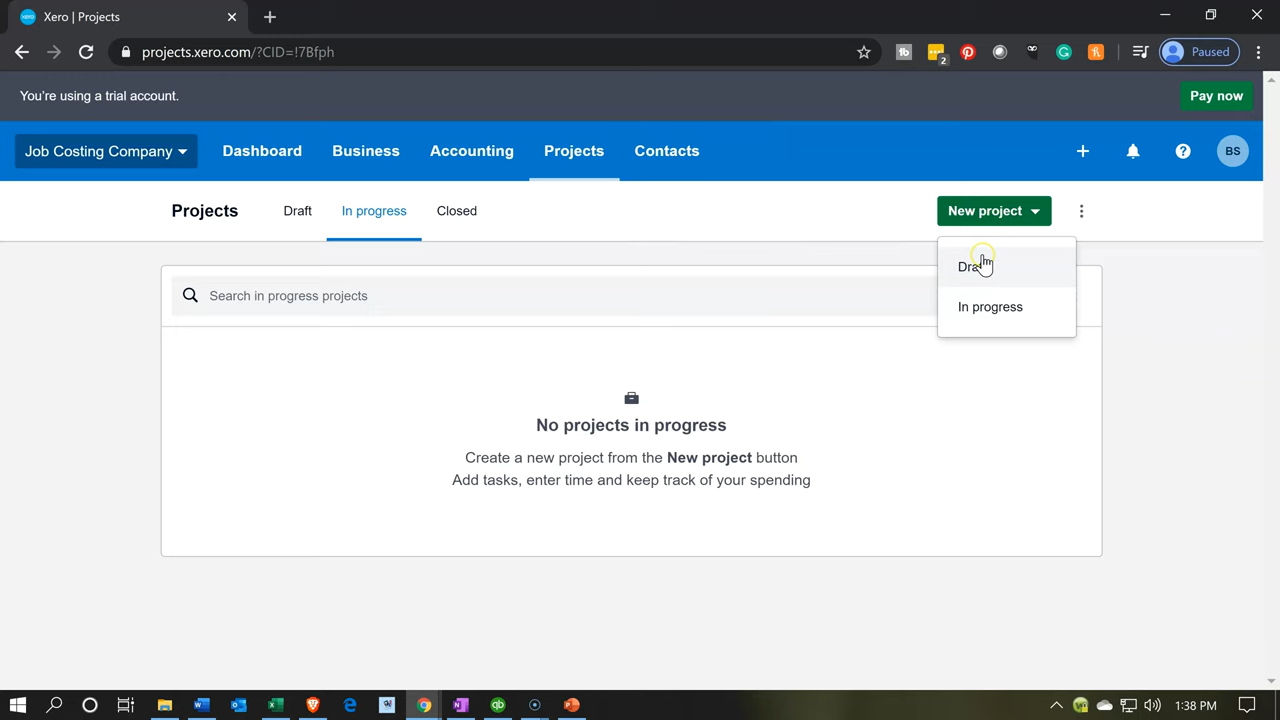 Xero | Projects
projects.xero.com/?CID=!7Bfph
2
Paused
You're using a trial account.
Pay now
Job Costing Company
Dashboard
Business
Accounting
Projects
Contacts
BS
Projects
Draft
In progress
Closed
New project
Search in progress projects
In progress
No projects in progress
Create a new project from the New project button
Add tasks, enter time and keep track of your spending
1:38 PM